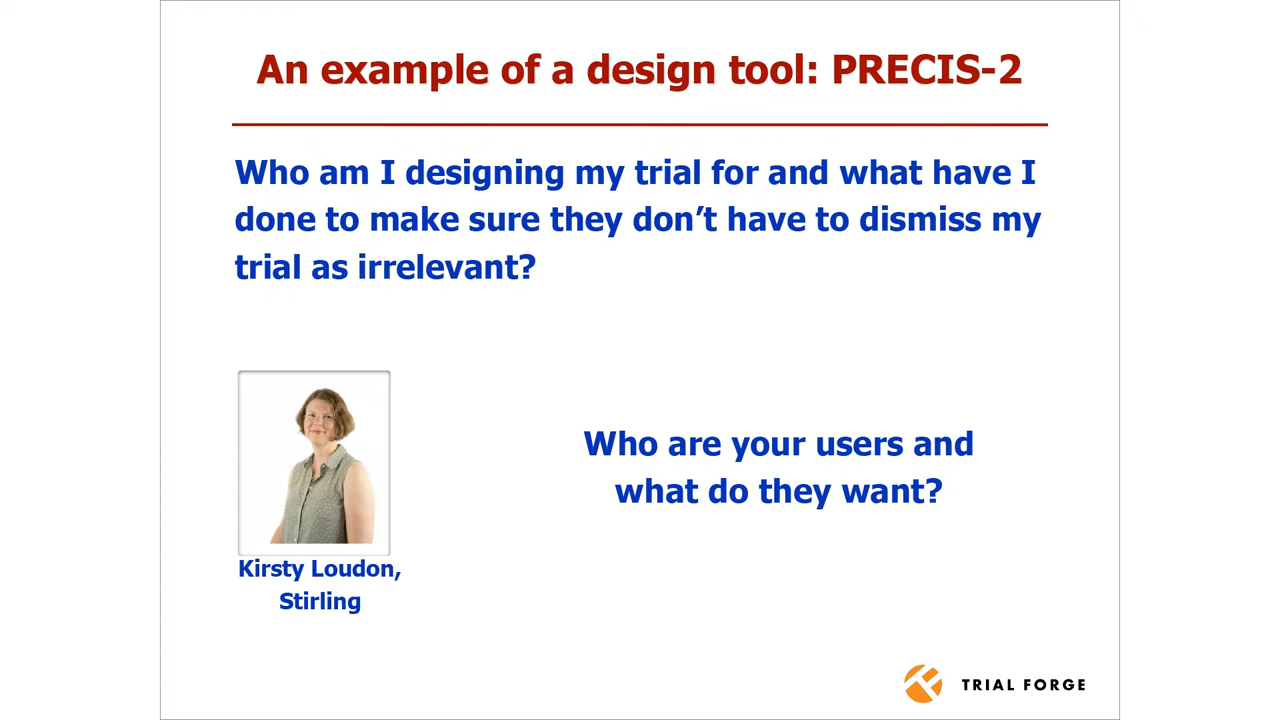 An example of a design tool: PRECIS-2
Who am I designing my trial for and what have I
done to make sure they don’t have to dismiss my
trial as irrelevant?
Who are your users and
what do they want?
Kirsty Loudon,
Stirling
TRIAL FORGE